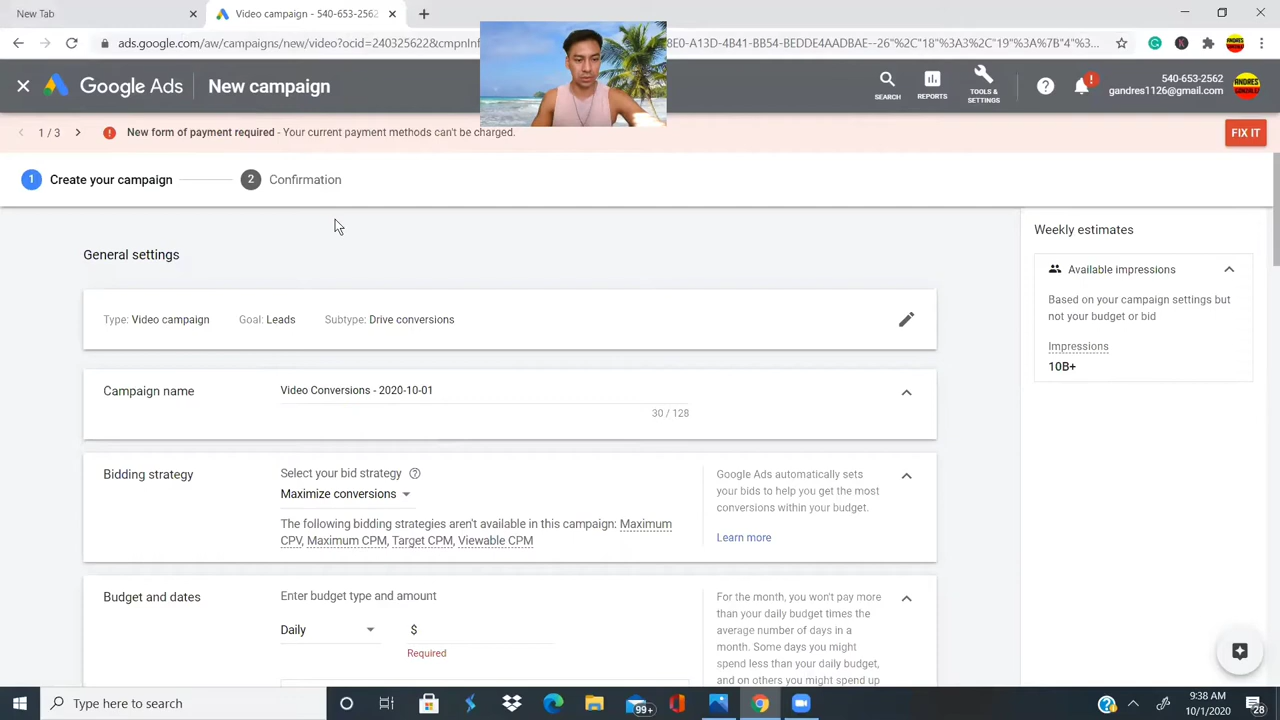 New Tab
Video campaign - 540-653-2562
ads.google.com/aw/campaigns/new/video?ocid=240325622&cmpnInf
8E0-A13D-4B41-BB54-BEDDE4AADBAE--26"%2C"18"%3A3%2C"19"%3A%7B"4"%3...
Google Ads
New campaign
SEARCH
REPORTS
TOOLS & SETTINGS
540-653-2562
gandres1126@gmail.com
1 / 3
New form of payment required - Your current payment methods can't be charged.
FIX IT
1 Create your campaign
2 Confirmation
General settings
Type: Video campaign Goal: Leads Subtype: Drive conversions
Campaign name
Video Conversions - 2020-10-01
30 / 128
Bidding strategy
Select your bid strategy
Maximize conversions
The following bidding strategies aren't available in this campaign: Maximum
CPV, Maximum CPM, Target CPM, Viewable CPM
Google Ads automatically sets
your bids to help you get the most
conversions within your budget.
Learn more
Budget and dates
Enter budget type and amount
Daily
$
Required
For the month, you won't pay more
than your daily budget times the
average number of days in a
month. Some days you might
spend less than your daily budget,
and on others you might spend up
Weekly estimates
Available impressions
Based on your campaign settings but
not your budget or bid
Impressions
10B+
Type here to search
99+
9:38 AM
10/1/2020
28